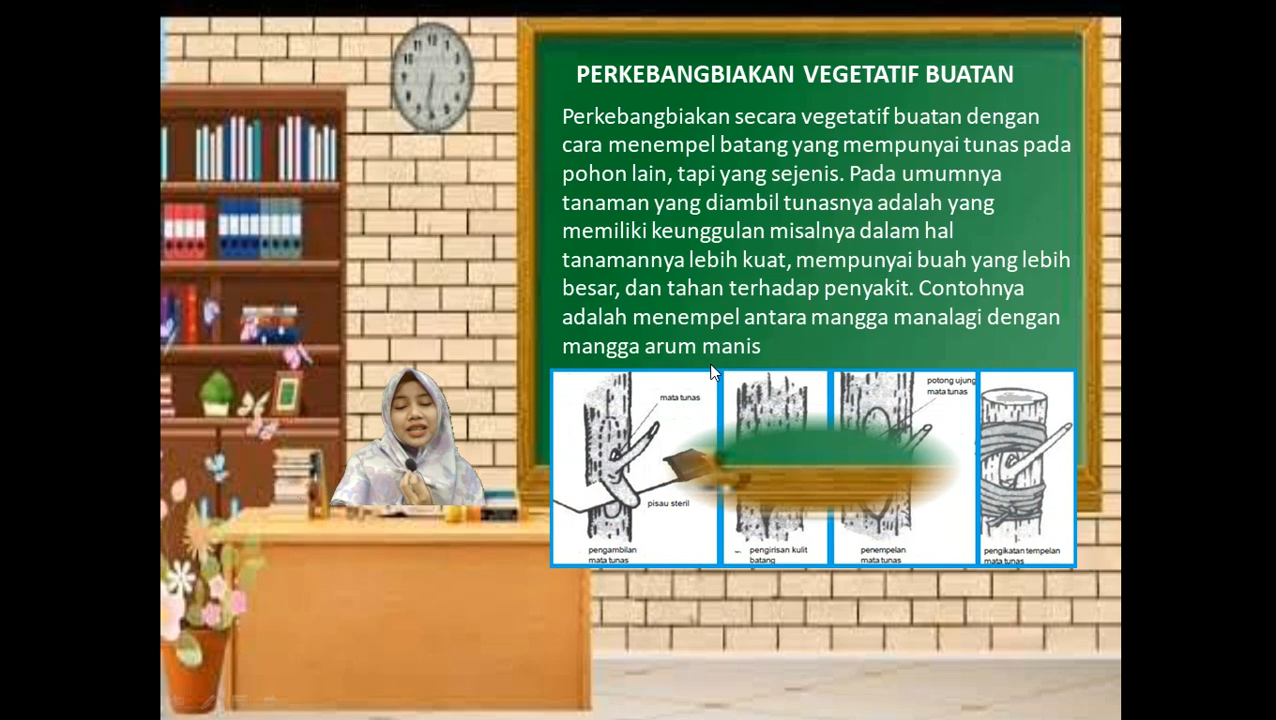 PERKEBANGBIAKAN VEGETATIF BUATAN
Perkebangbiakan secara vegetatif buatan dengan
cara menempel batang yang mempunyai tunas pada
pohon lain, tapi yang sejenis. Pada umumnya
tanaman yang diambil tunasnya adalah yang
memiliki keunggulan misalnya dalam hal
tanamannya lebih kuat, mempunyai buah yang lebih
besar, dan tahan terhadap penyakit. Contohnya
adalah menempel antara mangga manalagi dengan
mangga arum manis
mata tunas
pisau steril
pengambilan
mata tunas
pengirisan kulit
batang
potong ujung
mata tunas
penempelan
mata tunas
pengikatan tempelan
mata tunas